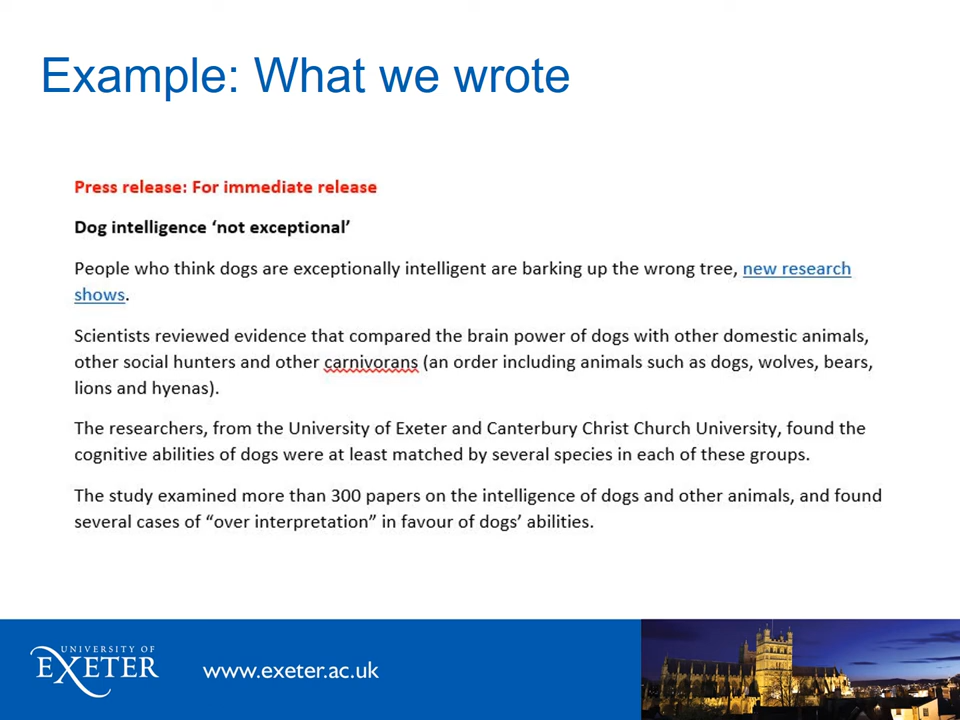 Example: What we wrote
Press release: For immediate release
Dog intelligence ‘not exceptional’
People who think dogs are exceptionally intelligent are barking up the wrong tree, new research
shows.
Scientists reviewed evidence that compared the brain power of dogs with other domestic animals,
other social hunters and other carnivorans (an order including animals such as dogs, wolves, bears,
lions and hyenas).
The researchers, from the University of Exeter and Canterbury Christ Church University, found the
cognitive abilities of dogs were at least matched by several species in each of these groups.
The study examined more than 300 papers on the intelligence of dogs and other animals, and found
several cases of “over interpretation” in favour of dogs’ abilities.
UNIVERSITY OF
EXETER
www.exeter.ac.uk